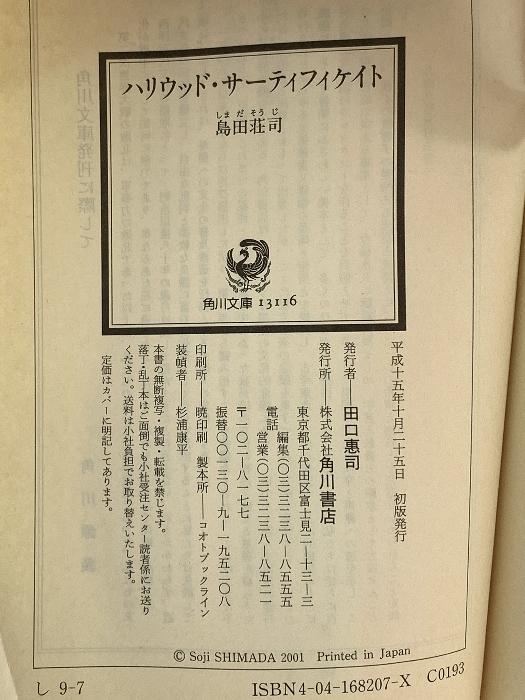 ハリウッド・サーティフィケイト
しまだそうじ
島田荘司
角川文庫 13116
平成十五年十月二十五日 初版発行
発行者──田口惠司
発行所──株式会社角川書店
東京都千代田区富士見二─十三─三
電話 編集(〇三)三二三八─八五五五
営業(〇三)三二三八─八五二一
〒一〇二─八一七七
振替〇〇一三〇─九─一九五二〇八
印刷所──暁印刷 製本所──コオトブックライン
装幀者──杉浦康平
本書の無断複写・複製・転載を禁じます。
落丁・乱丁本はご面倒でも小社受注センター読者係にお送り
ください。送料は小社負担でお取り替えいたします。
定価はカバーに明記してあります。
© Soji SHIMADA 2001 Printed in Japan
し 9-7
ISBN4-04-168207-X C0193
角川文庫発刊に際して